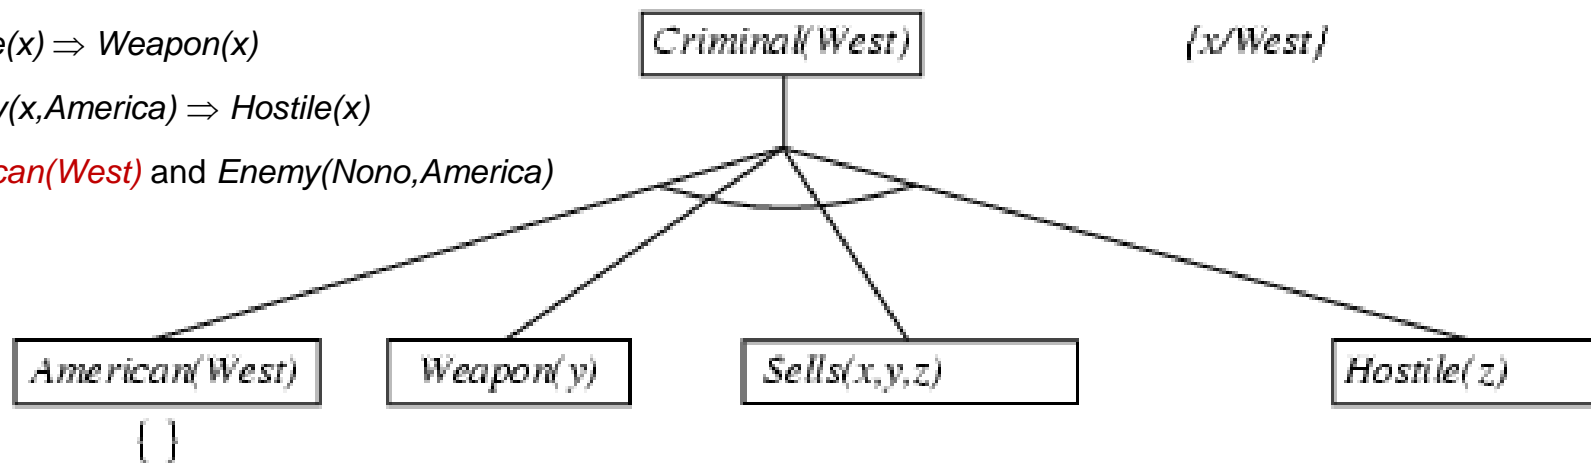 e(x) ⇒ Weapon(x)
Criminal(West)
{x/West}
y(x,America) ⇒ Hostile(x)
can(West) and Enemy(Nono,America)
American(West)
Weapon(y)
Sells(x,y,z)
Hostile(z)
{ }